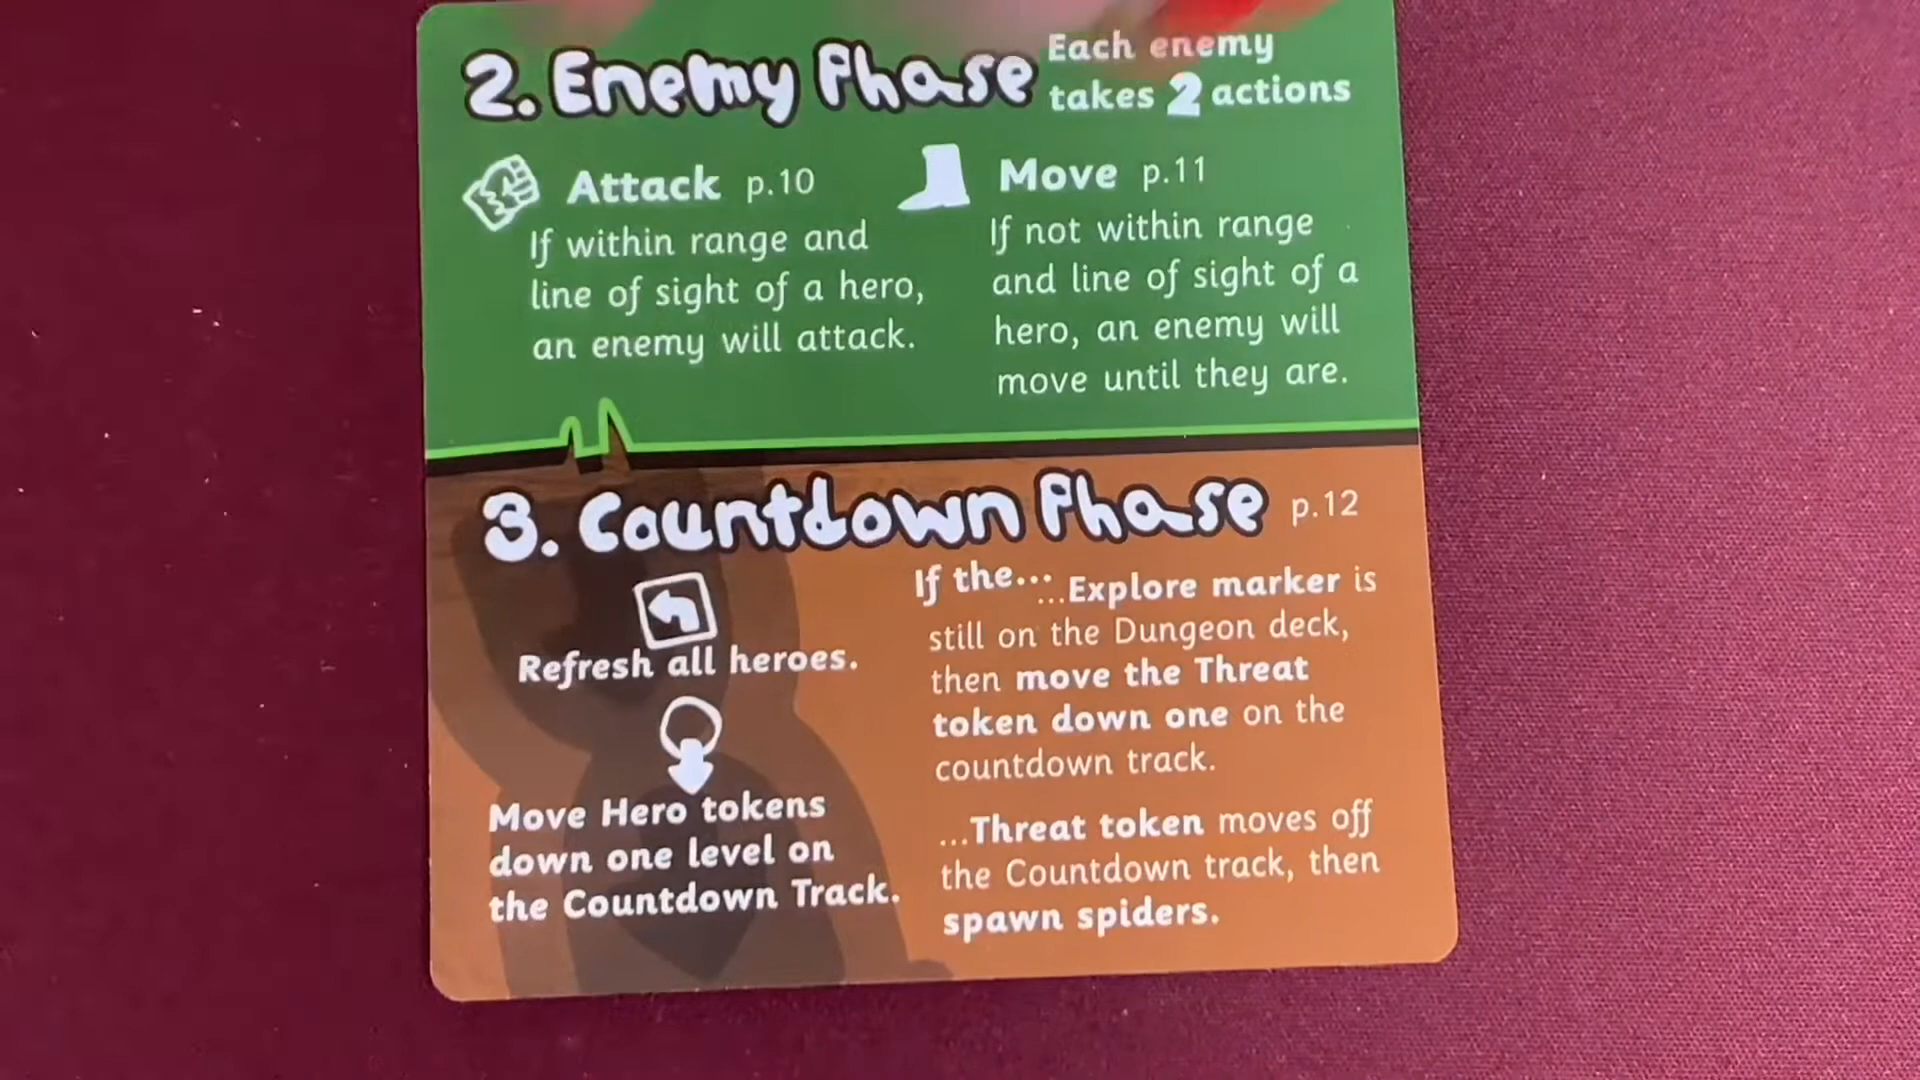 2. Enemy Phase
Each enemy
takes 2 actions
Attack p.10
If within range and
line of sight of a hero,
an enemy will attack.
Move p.11
If not within range
and line of sight of a
hero, an enemy will
move until they are.
3. Countdown Phase p.12
Refresh all heroes.
Move Hero tokens
down one level on
the Countdown Track.
If the... ...Explore marker is
still on the Dungeon deck,
then move the Threat
token down one on the
countdown track.
...Threat token moves off
the Countdown track, then
spawn spiders.